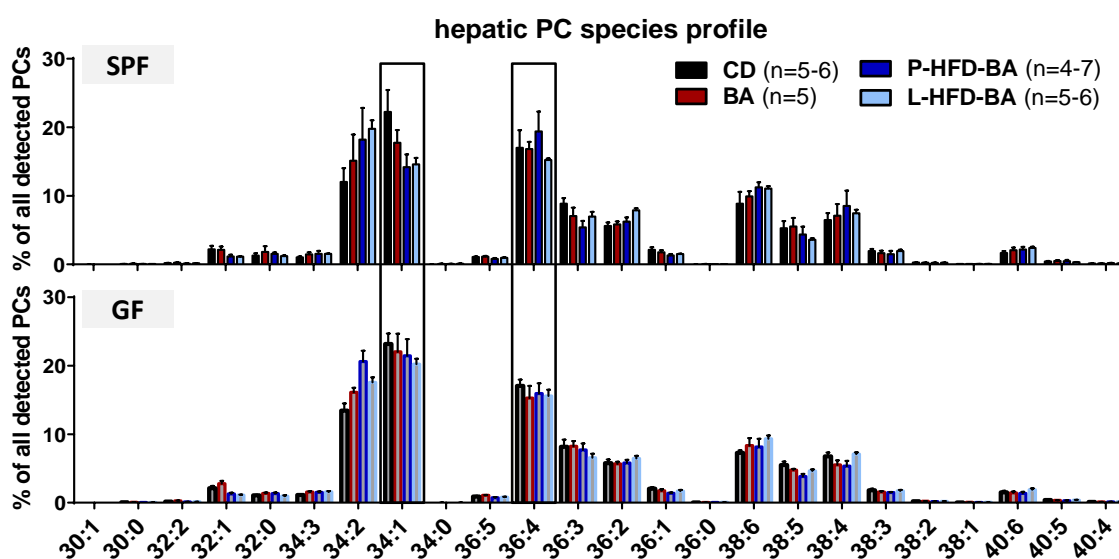 hepatic PC species profile
SPF
CD (n=5-6)
BA (n=5)
P-HFD-BA (n=4-7)
L-HFD-BA (n=5-6)
% of all detected PCs
30
20
10
0
GF
% of all detected PCs
30
20
10
0
30:1 30:0 32:2 32:1 32:0 34:3 34:2 34:1 34:0 36:5 36:4 36:3 36:2 36:1 36:0 38:6 38:5 38:4 38:3 38:2 38:1 40:6 40:5 40:4